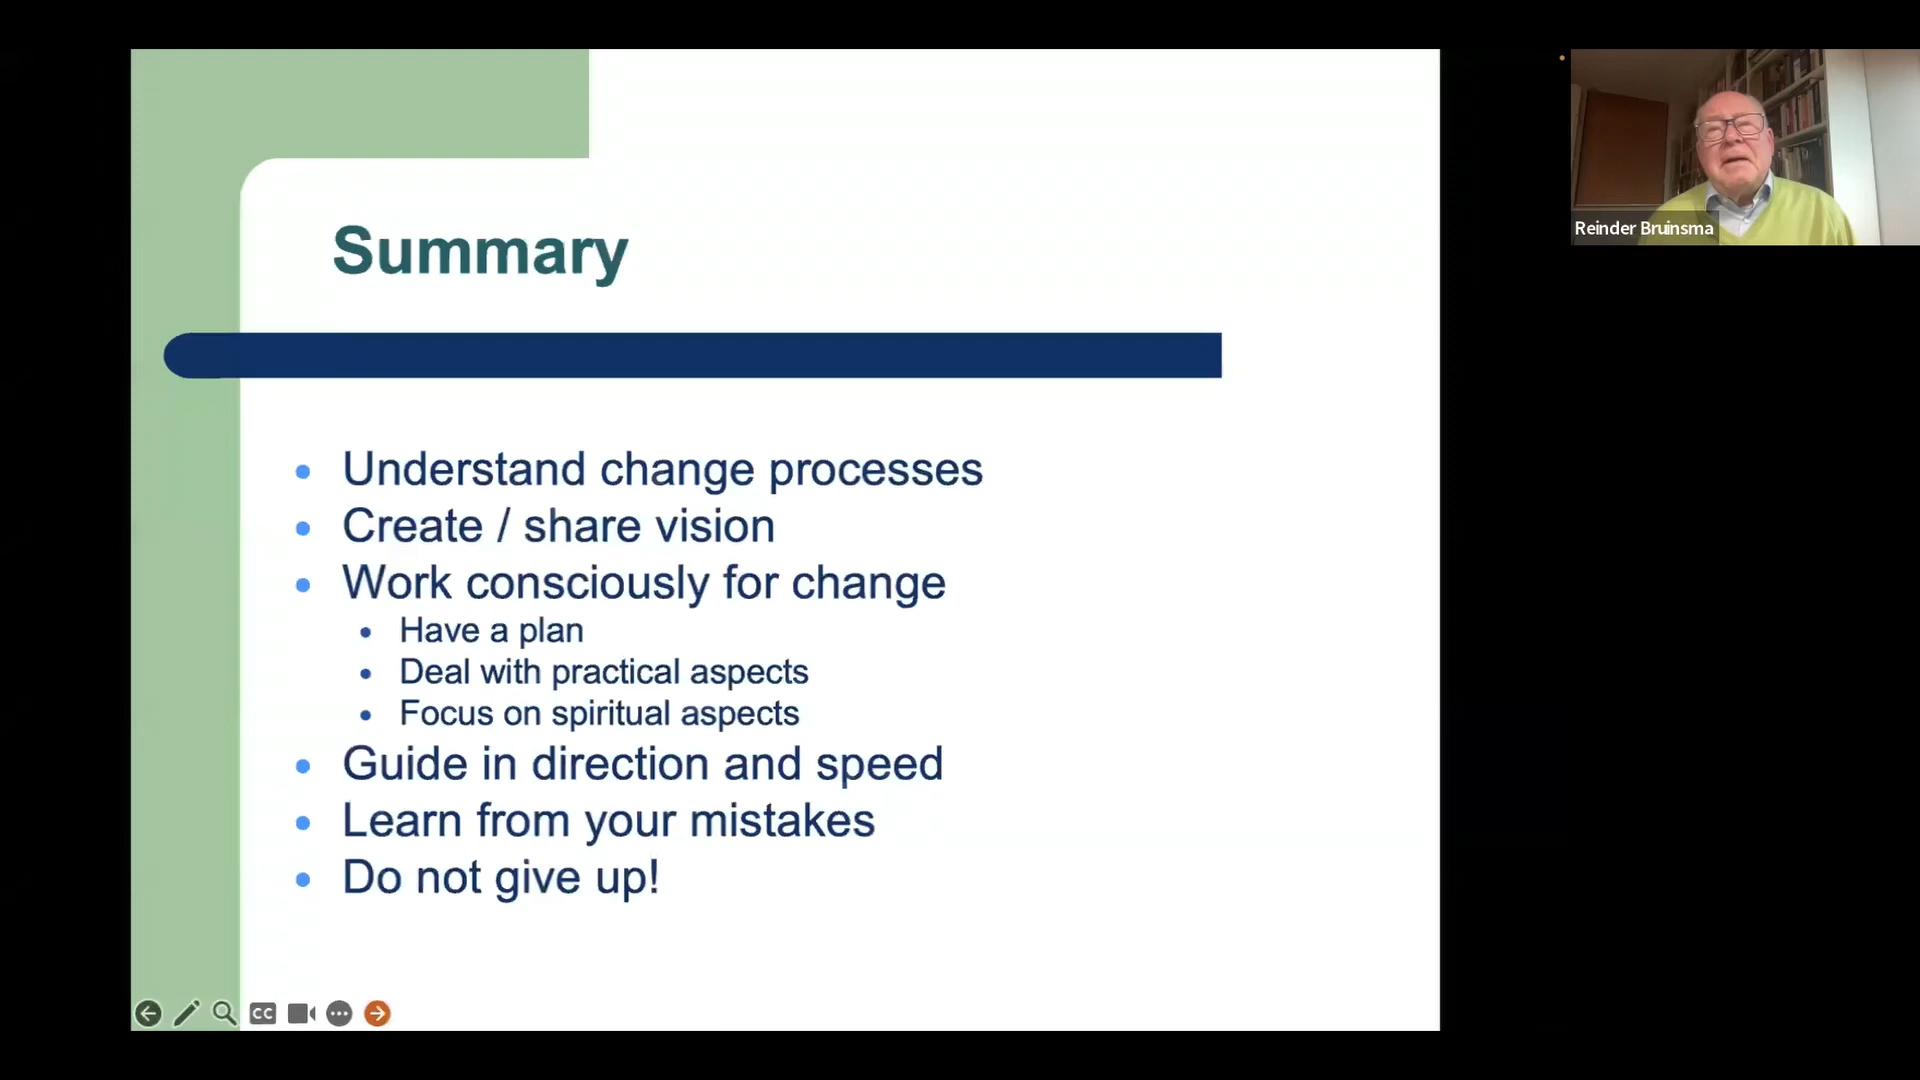 Summary
Understand change processes
Create / share vision
Work consciously for change
Have a plan
Deal with practical aspects
Focus on spiritual aspects
Guide in direction and speed
Learn from your mistakes
Do not give up!
CC
Reinder Bruinsma